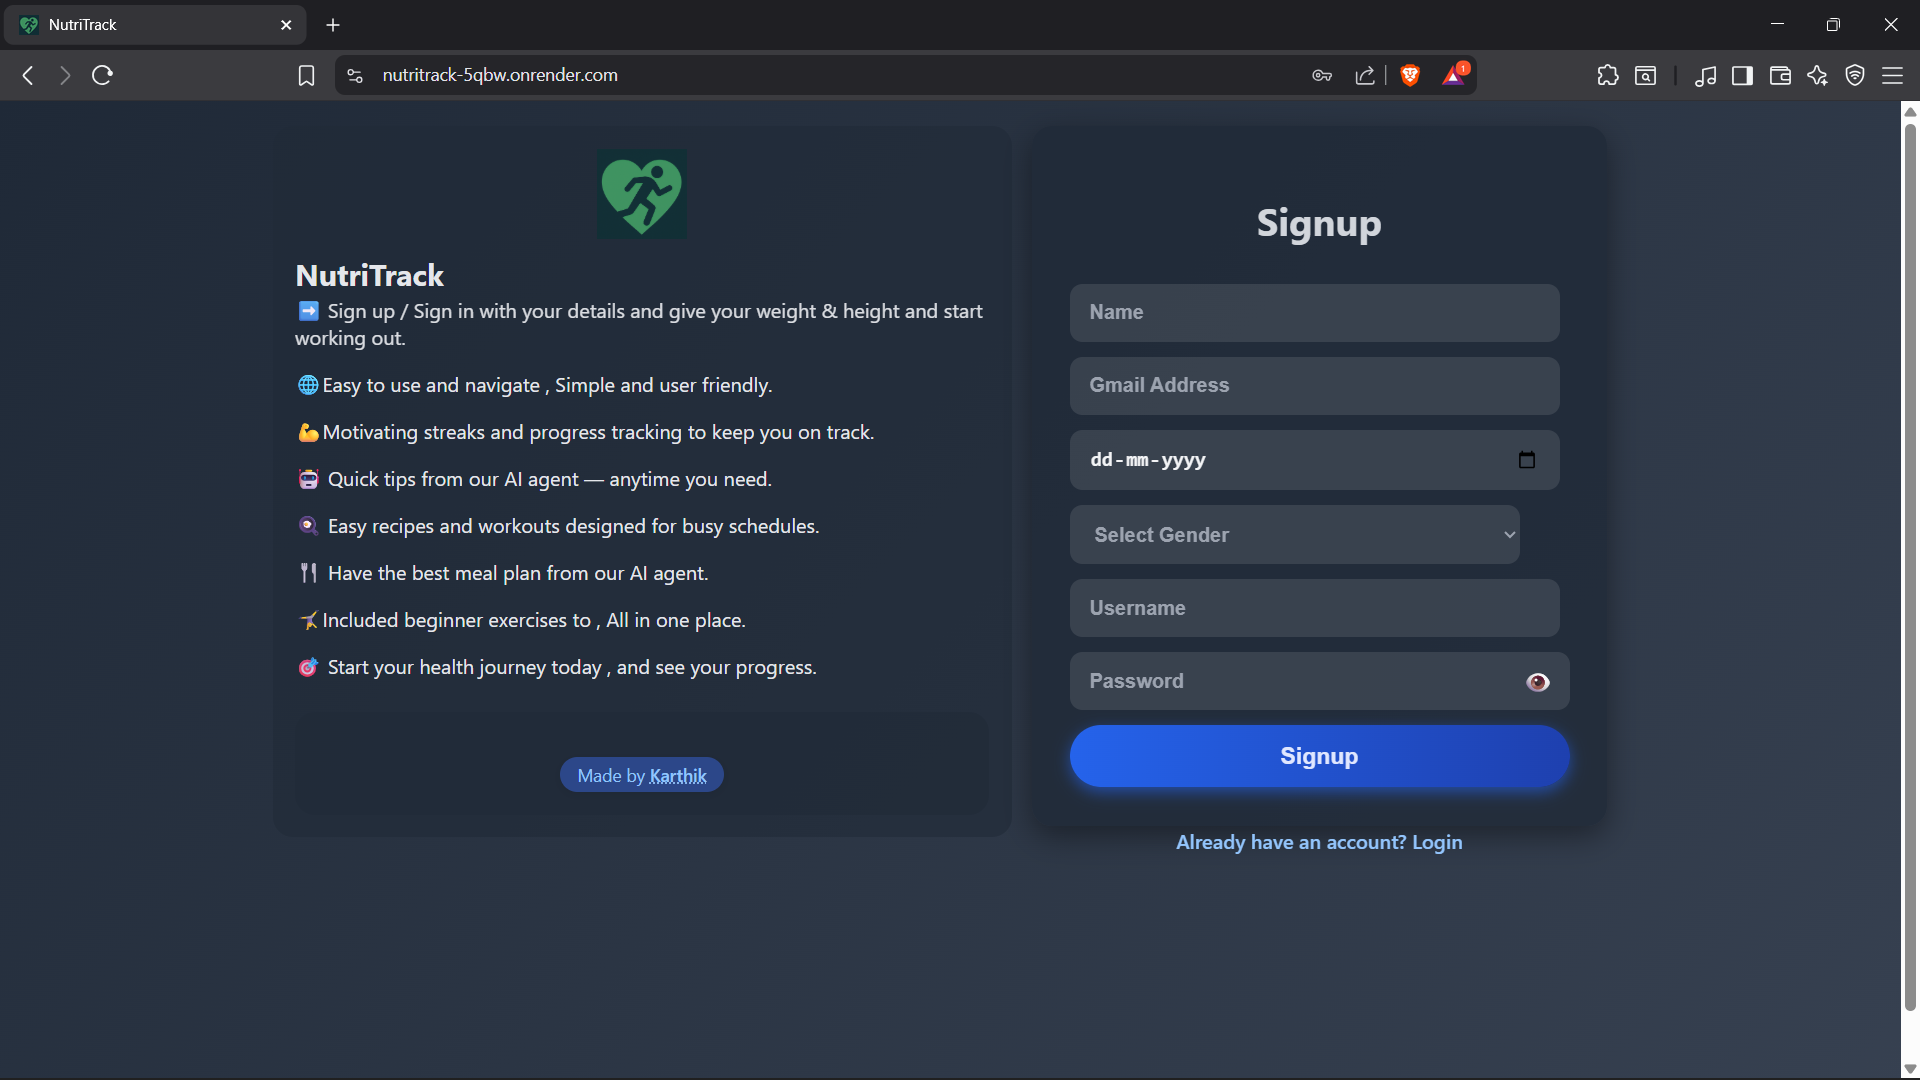 NutriTrack
nutritrack-5qbw.onrender.com
1
NutriTrack
➡️ Sign up / Sign in with your details and give your weight & height and start
working out.
🌐Easy to use and navigate , Simple and user friendly.
💪Motivating streaks and progress tracking to keep you on track.
🤖 Quick tips from our AI agent — anytime you need.
🍳 Easy recipes and workouts designed for busy schedules.
🍴 Have the best meal plan from our AI agent.
🤸Included beginner exercises to , All in one place.
🎯 Start your health journey today , and see your progress.
Made by Karthik
Signup
Name
Gmail Address
dd-mm-yyyy
Select Gender
Username
Password
Signup
Already have an account? Login